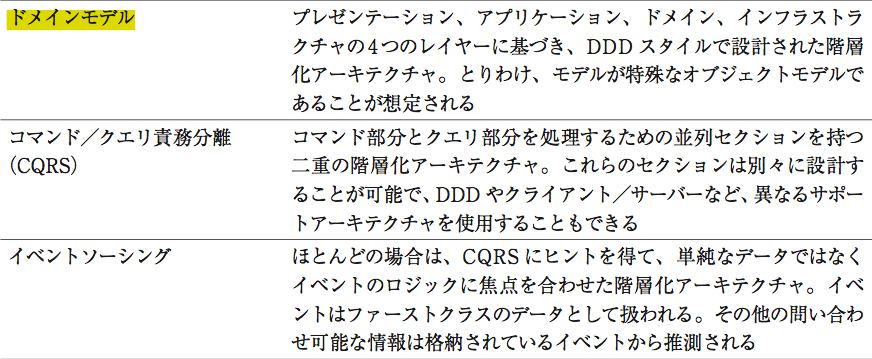 ドメインモデル
プレゼンテーション、アプリケーション、ドメイン、インフラストラ
クチャの4つのレイヤーに基づき、DDD スタイルで設計された階層
化アーキテクチャ。とりわけ、モデルが特殊なオブジェクトモデルで
あることが想定される
コマンド／クエリ責務分離
（CQRS）
コマンド部分とクエリ部分を処理するための並列セクションを持つ
二重の階層化アーキテクチャ。これらのセクションは別々に設計す
ることが可能で、DDD やクライアント／サーバーなど、異なるサポー
トアーキテクチャを使用することもできる
イベントソーシング
ほとんどの場合は、CQRS にヒントを得て、単純なデータではなく
イベントのロジックに焦点を合わせた階層化アーキテクチャ。イベ
ントはファーストクラスのデータとして扱われる。その他の問い合わ
せ可能な情報は格納されているイベントから推測される